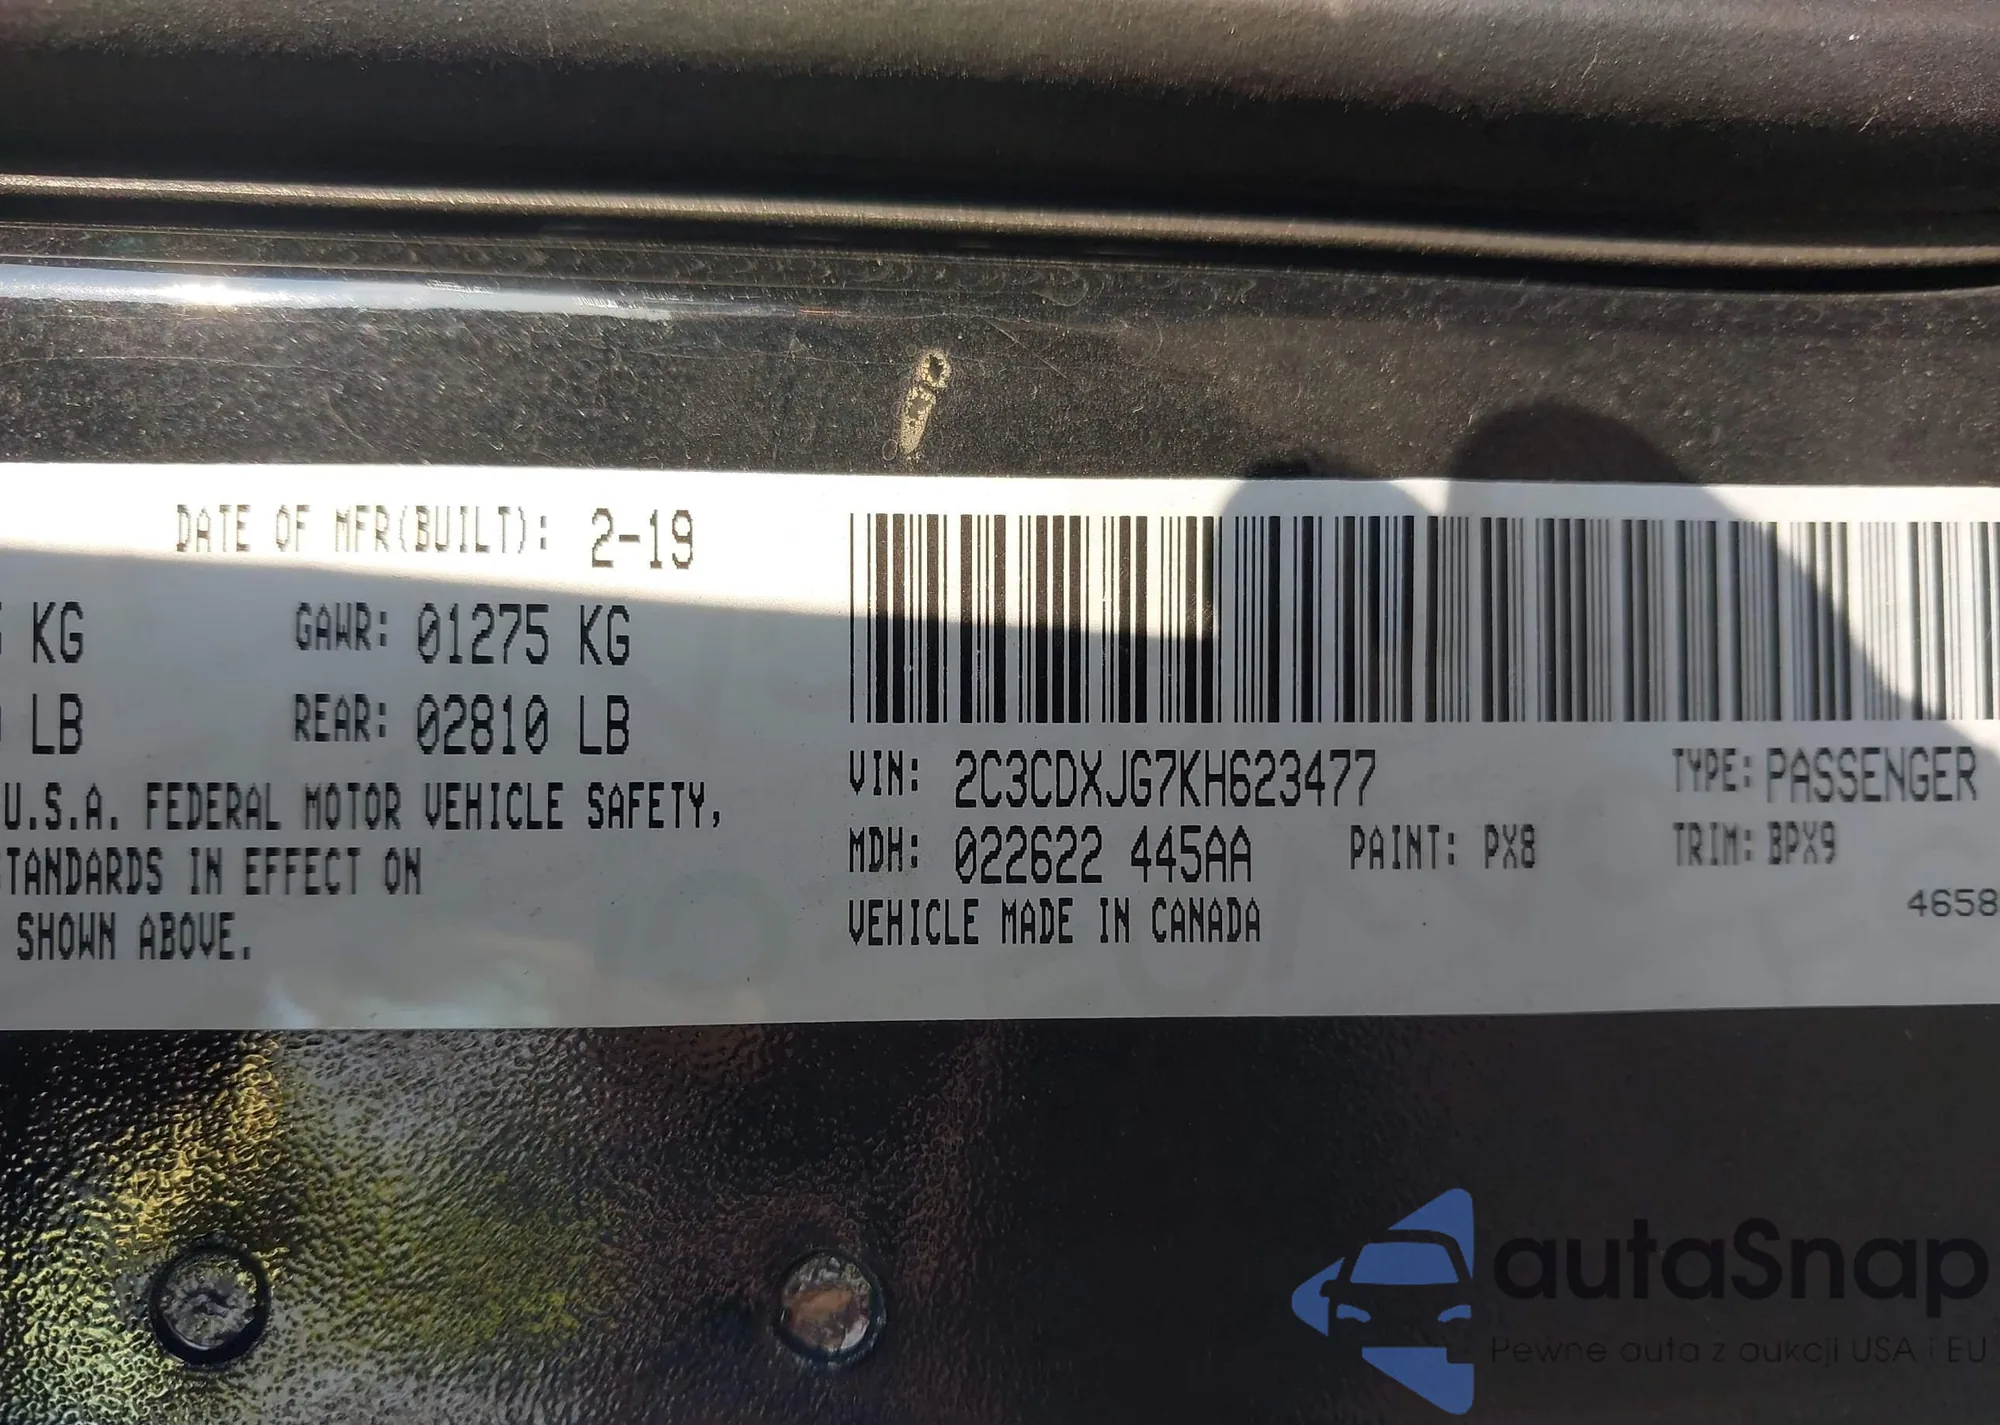 DATE OF MFR(BUILT): 2-19
KG GAWR: 01275 KG
LB REAR: 02810 LB
U.S.A. FEDERAL MOTOR VEHICLE SAFETY,
STANDARDS IN EFFECT ON
SHOWN ABOVE.
VIN: 2C3CDXJG7KH623477 TYPE: PASSENGER
MDH: 022622 445AA PAINT: PX8 TRIM: BPX9
VEHICLE MADE IN CANADA
4658
autaSnap
Pewne auta z aukcji USA i EU